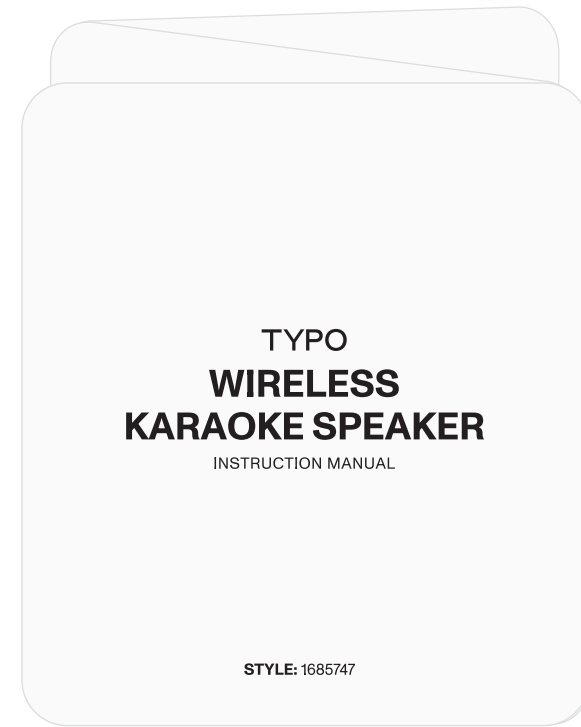 TYPO
WIRELESS
KARAOKE SPEAKER
INSTRUCTION MANUAL
STYLE: 1685747